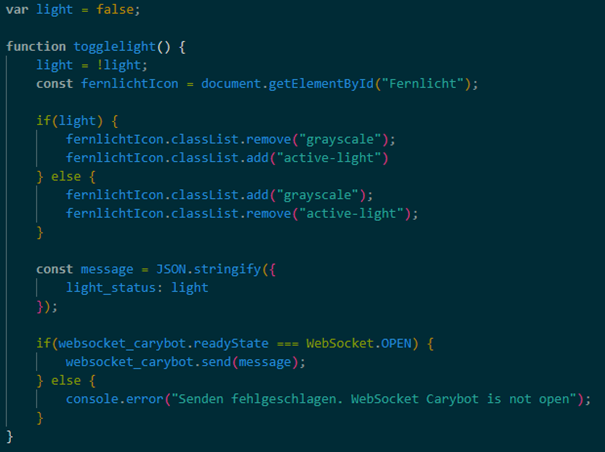 var light = false;

function togglelight() {
    light = !light;
    const fernlichtIcon = document.getElementById("Fernlicht");

    if(light) {
        fernlichtIcon.classList.remove("grayscale");
        fernlichtIcon.classList.add("active-light")
    } else {
        fernlichtIcon.classList.add("grayscale");
        fernlichtIcon.classList.remove("active-light");
    }

    const message = JSON.stringify({
        light_status: light
    });

    if(websocket_carybot.readyState === WebSocket.OPEN) {
        websocket_carybot.send(message);
    } else {
        console.error("Senden fehlgeschlagen. WebSocket Carybot is not open");
    }
}